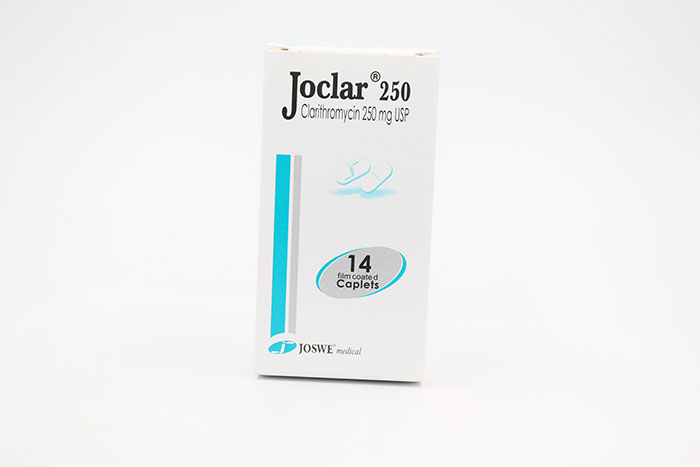 Joclar® 250
Clarithromycin 250 mg USP
14
film coated
Caplets
JOSWE® medical